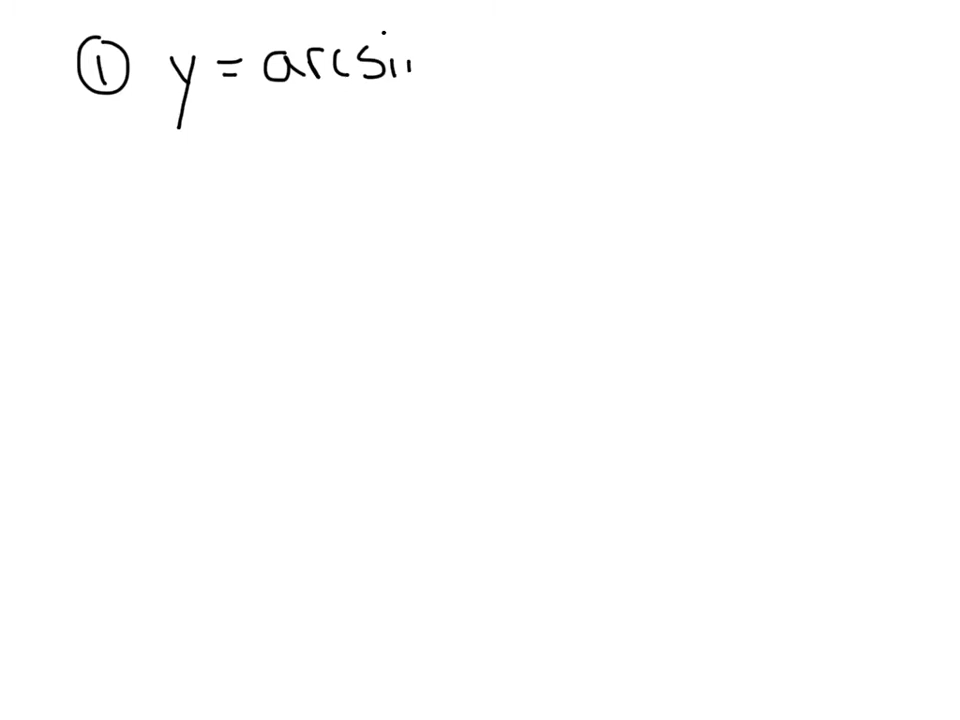 ① y = arcsi